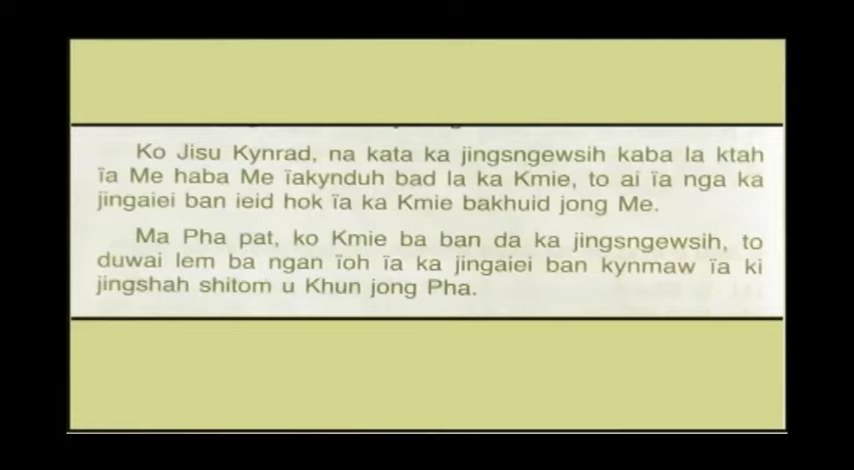 Ko Jisu Kynrad, na kata ka jingsngewsih kaba la ktah
ïa Me haba Me ïakynduh bad la ka Kmie, to ai ïa nga ka
jingaiei ban ieid hok ïa ka Kmie bakhuid jong Me.
Ma Pha pat, ko Kmie ba ban da ka jingsngewsih, to
duwai lem ba ngan ïoh ïa ka jingaiei ban kynmaw ïa ki
jingshah shitom u Khun jong Pha.